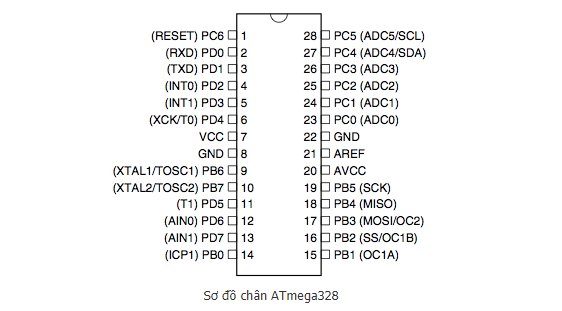 (RESET) PC6 1 28 PC5 (ADC5/SCL)
(RXD) PD0 2 27 PC4 (ADC4/SDA)
(TXD) PD1 3 26 PC3 (ADC3)
(INT0) PD2 4 25 PC2 (ADC2)
(INT1) PD3 5 24 PC1 (ADC1)
(XCK/T0) PD4 6 23 PC0 (ADC0)
VCC 7 22 GND
GND 8 21 AREF
(XTAL1/TOSC1) PB6 9 20 AVCC
(XTAL2/TOSC2) PB7 10 19 PB5 (SCK)
(T1) PD5 11 18 PB4 (MISO)
(AIN0) PD6 12 17 PB3 (MOSI/OC2)
(AIN1) PD7 13 16 PB2 (SS/OC1B)
(ICP1) PB0 14 15 PB1 (OC1A)
Sơ đồ chân ATmega328